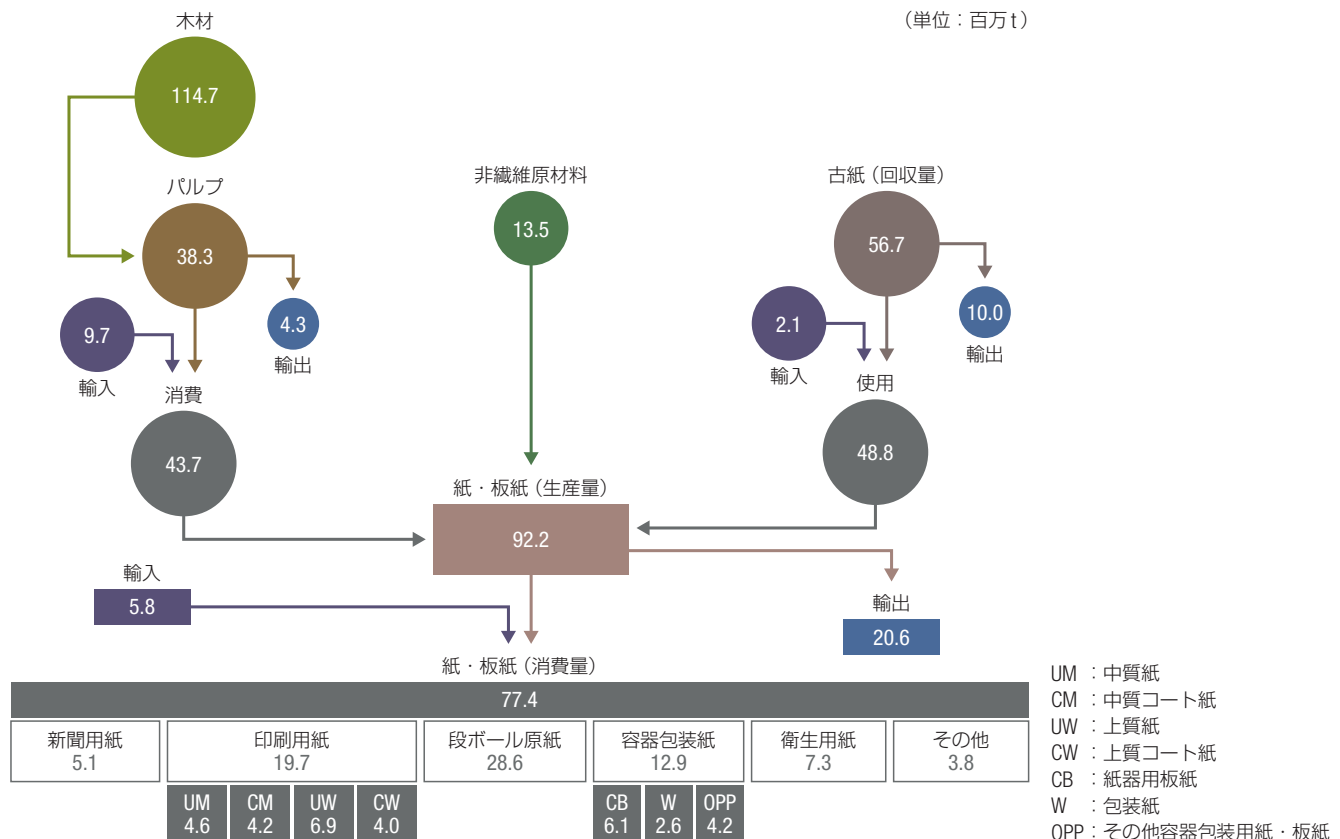 木材
(単位：百万t)
114.7
パルプ
非繊維原材料
古紙(回収量)
38.3
13.5
56.7
9.7
4.3
2.1
10.0
輸入
輸出
輸入
輸出
消費
使用
43.7
48.8
紙・板紙(生産量)
92.2
輸入
5.8
輸出
20.6
紙・板紙(消費量)
77.4
新聞用紙
5.1
印刷用紙
19.7
段ボール原紙
28.6
容器包装紙
12.9
衛生用紙
7.3
その他
3.8
UM
4.6
CM
4.2
UW
6.9
CW
4.0
CB
6.1
W
2.6
OPP
4.2
UM：中質紙
CM：中質コート紙
UW：上質紙
CW：上質コート紙
CB：紙器用板紙
W：包装紙
OPP：その他容器包装用紙・板紙